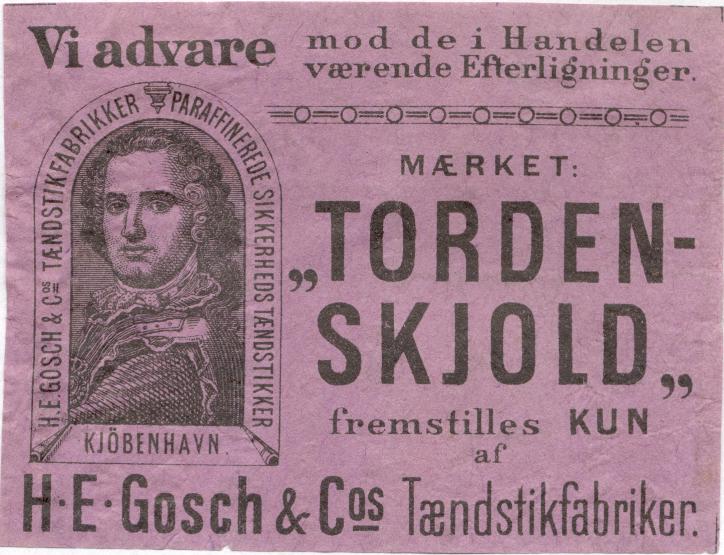 Vi advare mod de i Handelen
værende Efterligninger.
H.E.GOSCH & Cos TÆNDSTIKFABRIKKER PARAFFINEREDE SIKKERHEDS TÆNDSTIKKER
KJÖBENHAVN.
MÆRKET:
„TORDEN-
SKJOLD„
fremstilles KUN
af
H·E·Gosch & Cos Tændstikfabriker.